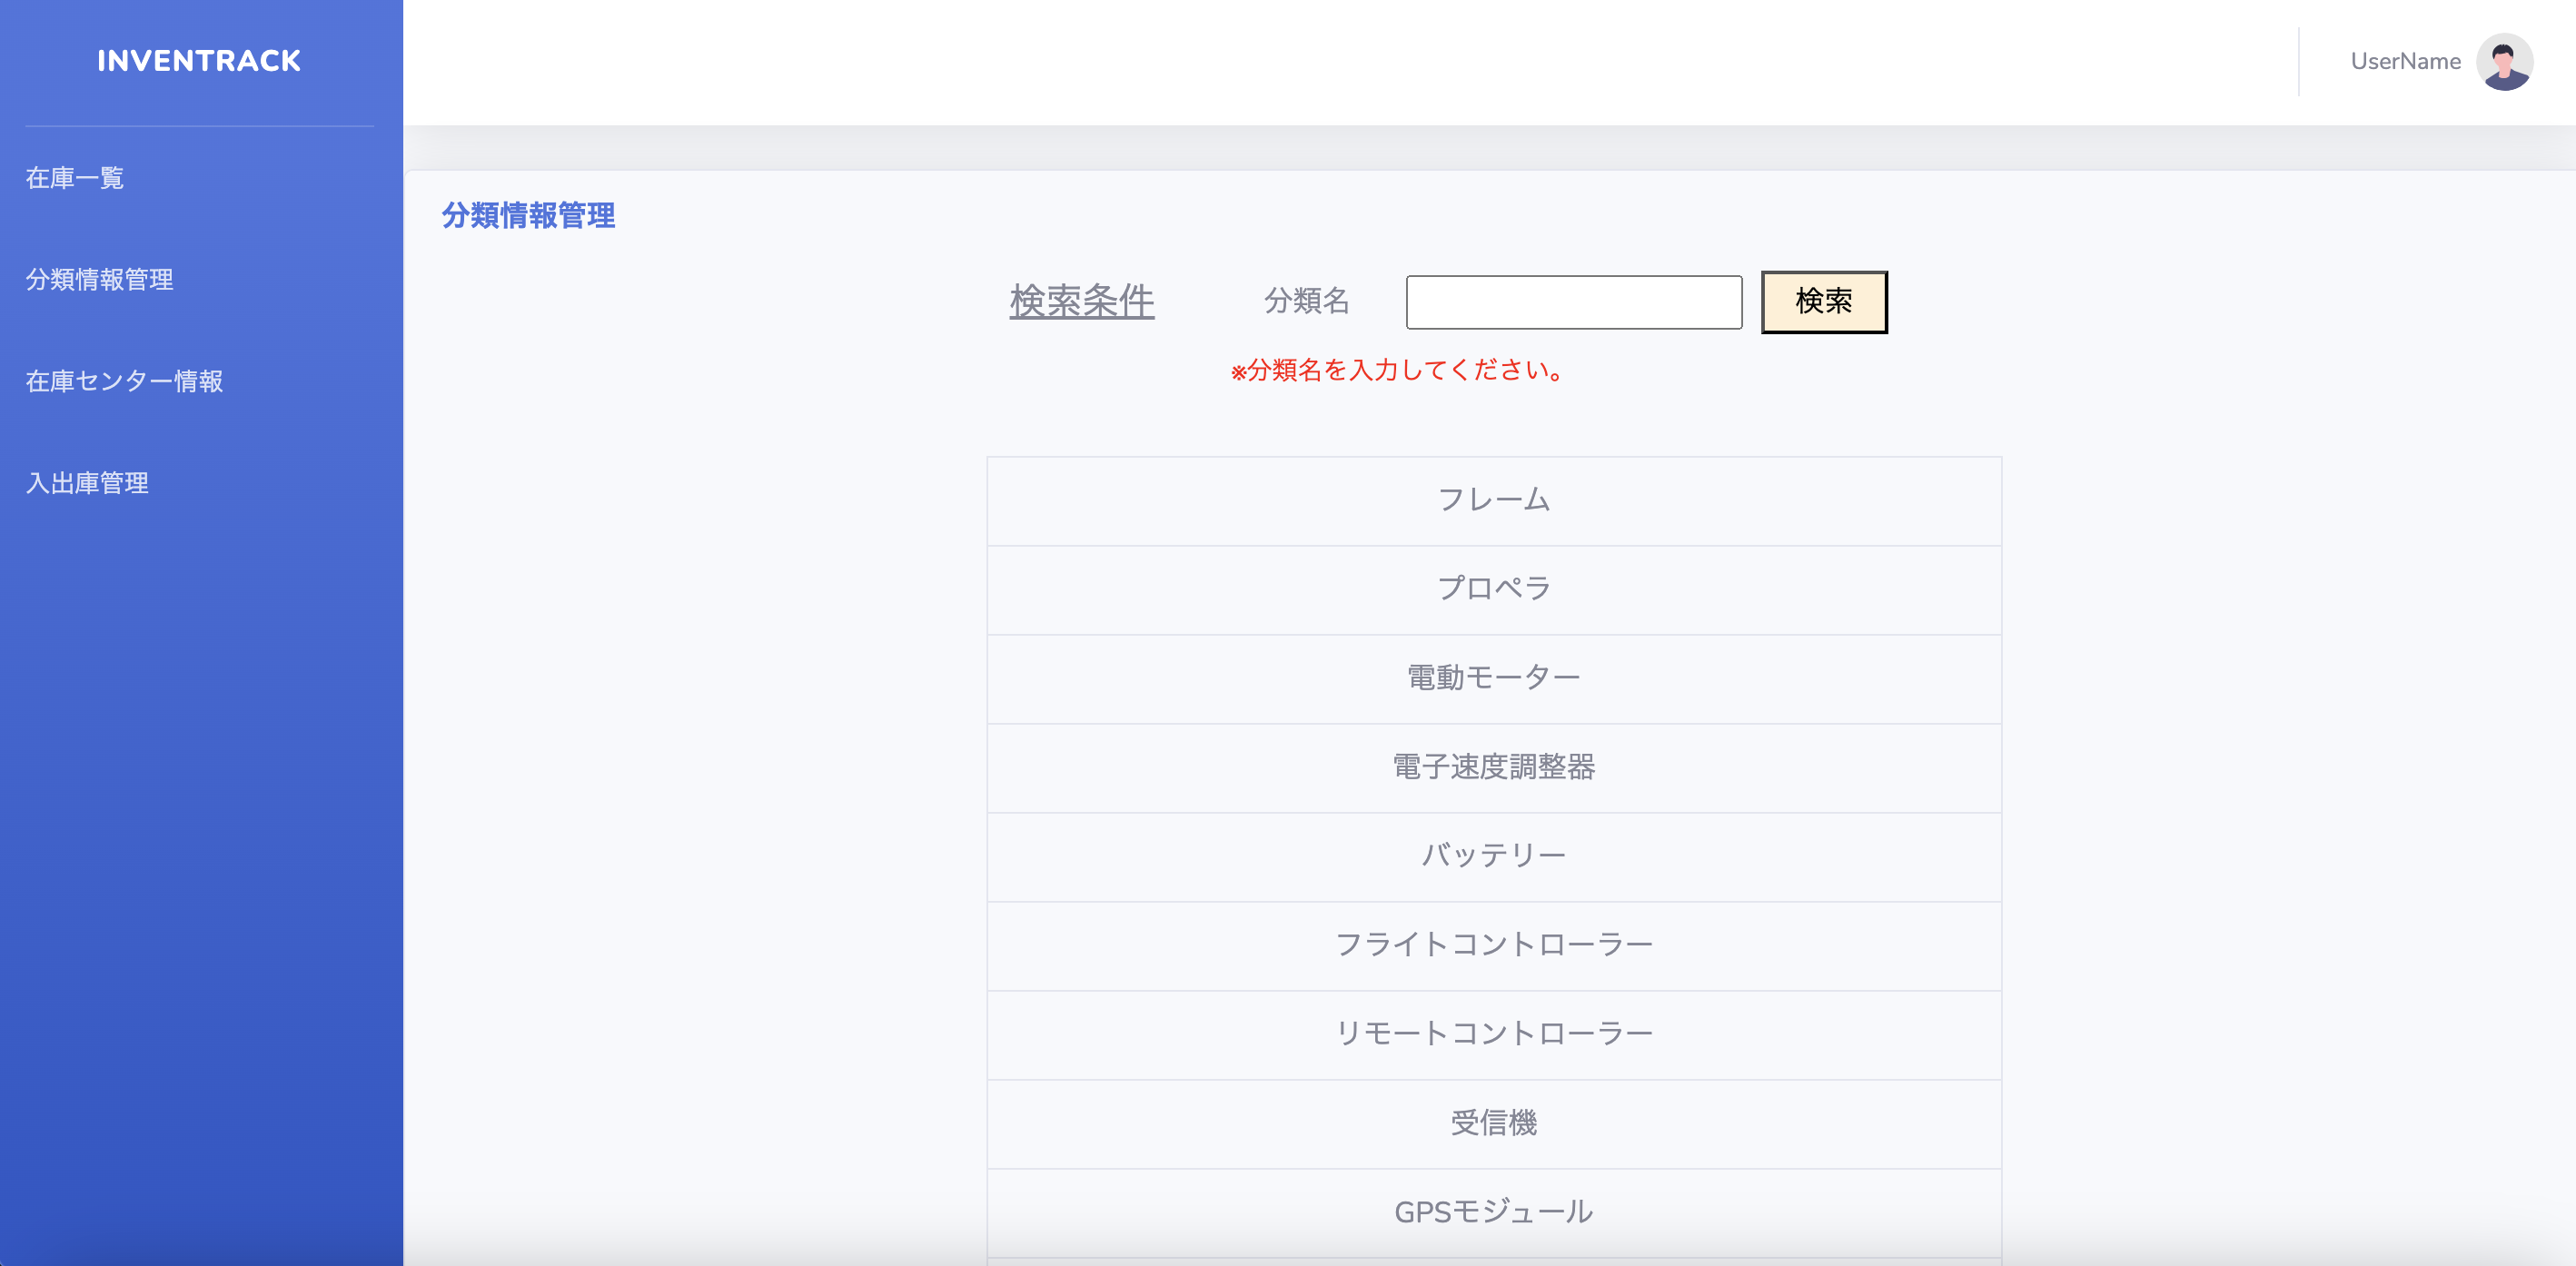 INVENTRACK
UserName
在庫一覧
分類情報管理
在庫センター情報
入出庫管理
分類情報管理
検索条件 分類名 検索
※分類名を入力してください。
フレーム
プロペラ
電動モーター
電子速度調整器
バッテリー
フライトコントローラー
リモートコントローラー
受信機
GPSモジュール